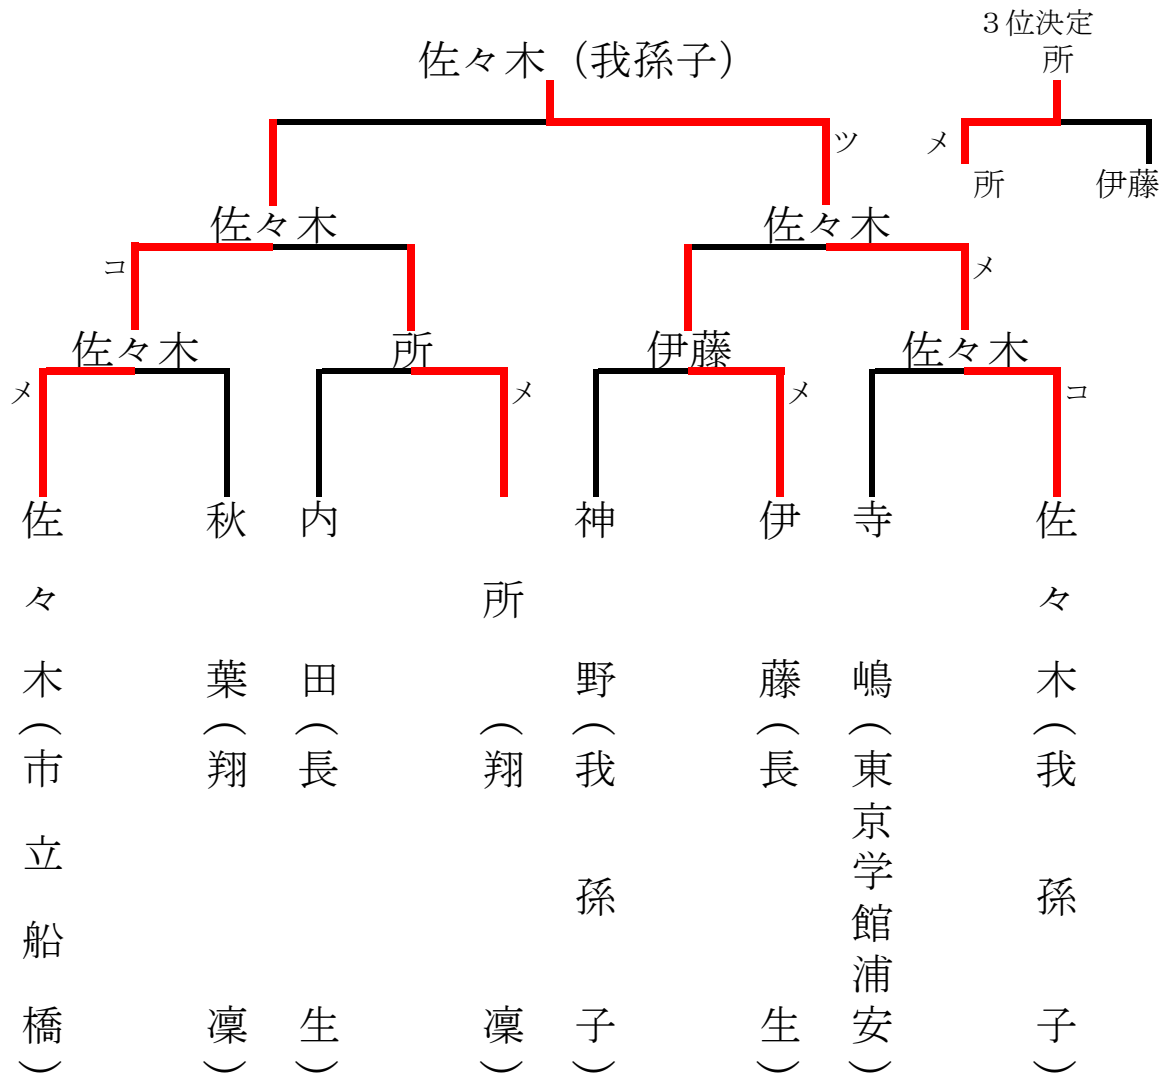 ３位決定
佐々木（我孫子）
所
ツ
メ
所
伊藤
佐々木
佐々木
コ
メ
佐々木
所
伊藤
佐々木
メ
メ
メ
コ
佐々木（市立船橋）
秋葉（翔凜）
内田（長生）
所（翔凜）
神野（我孫子）
伊藤（長生）
寺嶋（東京学館浦安）
佐々木（我孫子）